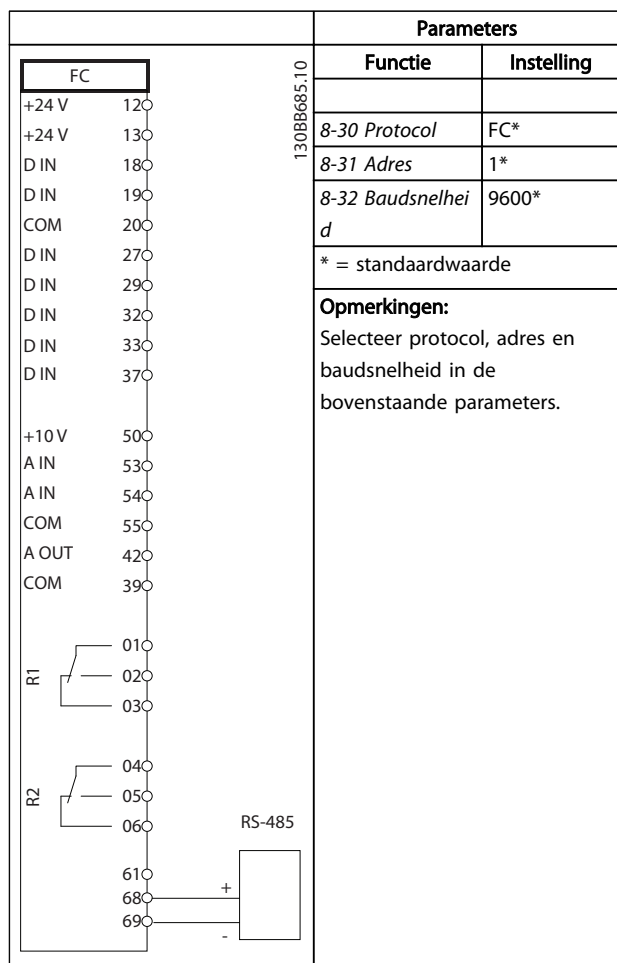 Parameters
Functie Instelling
8-30 Protocol FC*
8-31 Adres 1*
8-32 Baudsnelhei
d 9600*
* = standaardwaarde
Opmerkingen:
Selecteer protocol, adres en
baudsnelheid in de
bovenstaande parameters.
130BB685.10
FC
+24 V 12
+24 V 13
D IN 18
D IN 19
COM 20
D IN 27
D IN 29
D IN 32
D IN 33
D IN 37
+10 V 50
A IN 53
A IN 54
COM 55
A OUT 42
COM 39
R1
01
02
03
R2
04
05
06
RS-485
61
68 +
69 -